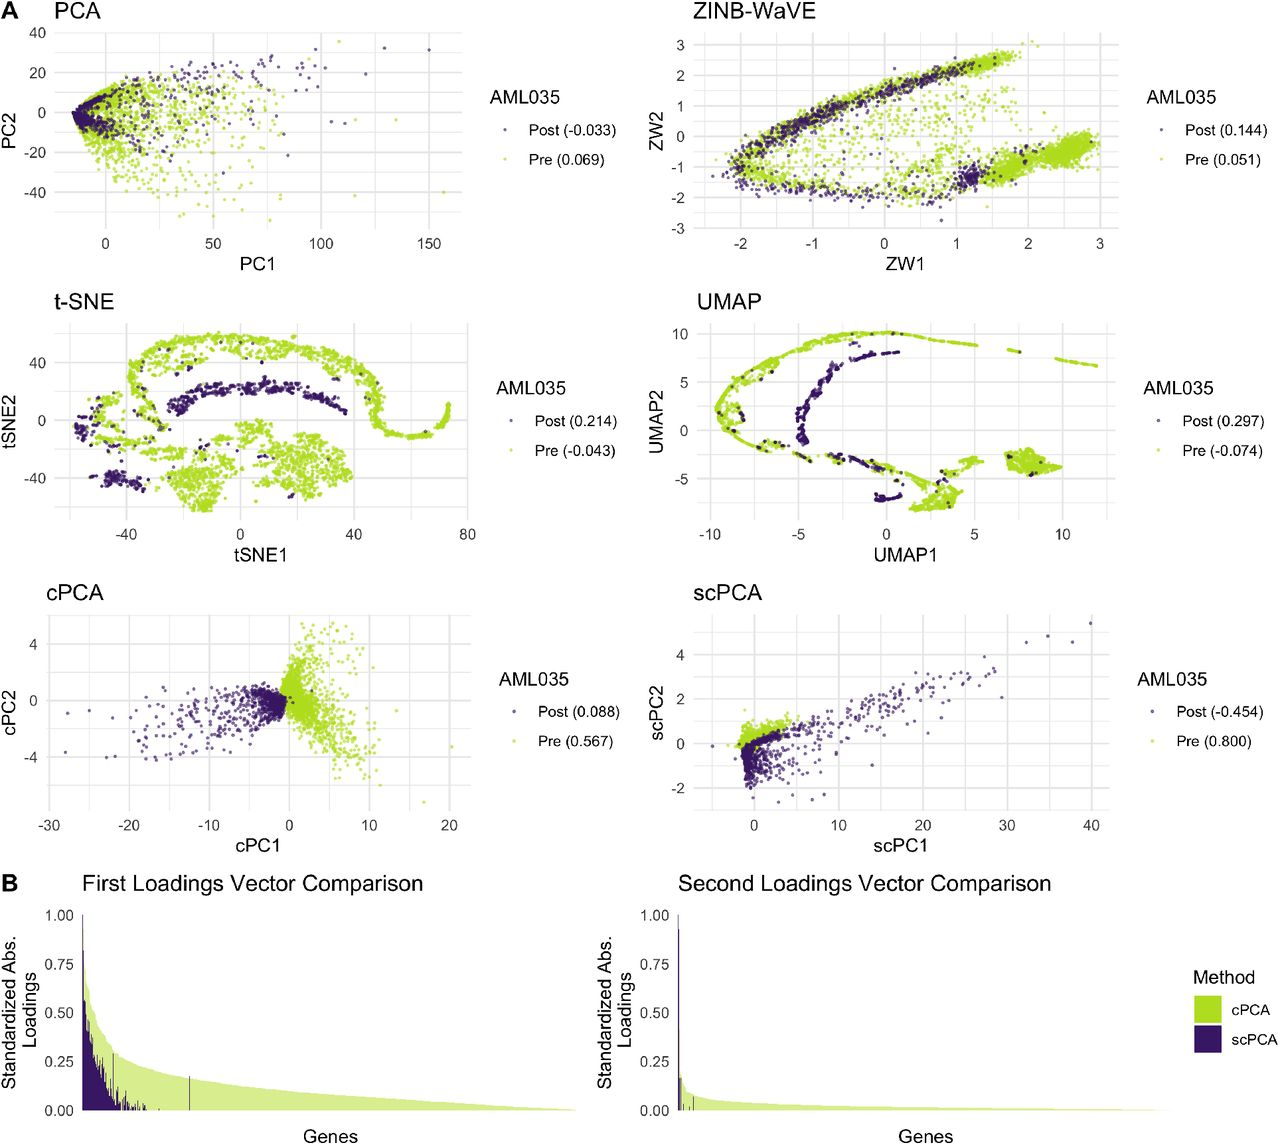 A
PCA
40
20
0
-20
-40
PC2
0
50
100
150
PC1
AML035
Post (-0.033)
Pre (0.069)
ZINB-WaVE
3
2
1
0
-1
-2
-3
ZW2
-2
-1
0
1
2
3
ZW1
AML035
Post (0.144)
Pre (0.051)
t-SNE
40
0
-40
tSNE2
-40
0
40
80
tSNE1
AML035
Post (0.214)
Pre (-0.043)
UMAP
10
5
0
-5
UMAP2
-10
-5
0
5
10
UMAP1
AML035
Post (0.297)
Pre (-0.074)
cPCA
4
0
-4
cPC2
-30
-20
-10
0
10
20
cPC1
AML035
Post (0.088)
Pre (0.567)
scPCA
4
2
0
-2
scPC2
0
10
20
30
40
scPC1
AML035
Post (-0.454)
Pre (0.800)
B
First Loadings Vector Comparison
1.00
0.75
0.50
0.25
0.00
Standardized Abs.
Loadings
Genes
Second Loadings Vector Comparison
1.00
0.75
0.50
0.25
0.00
Standardized Abs.
Loadings
Genes
Method
cPCA
scPCA